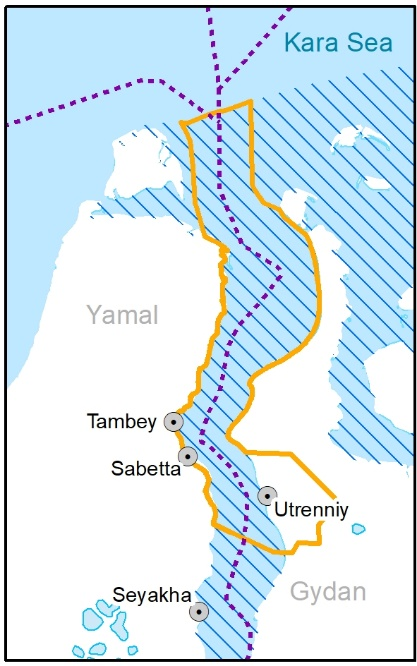 Kara Sea
Yamal
Tambey
Sabetta
Utrenniy
Seyakha
Gydan